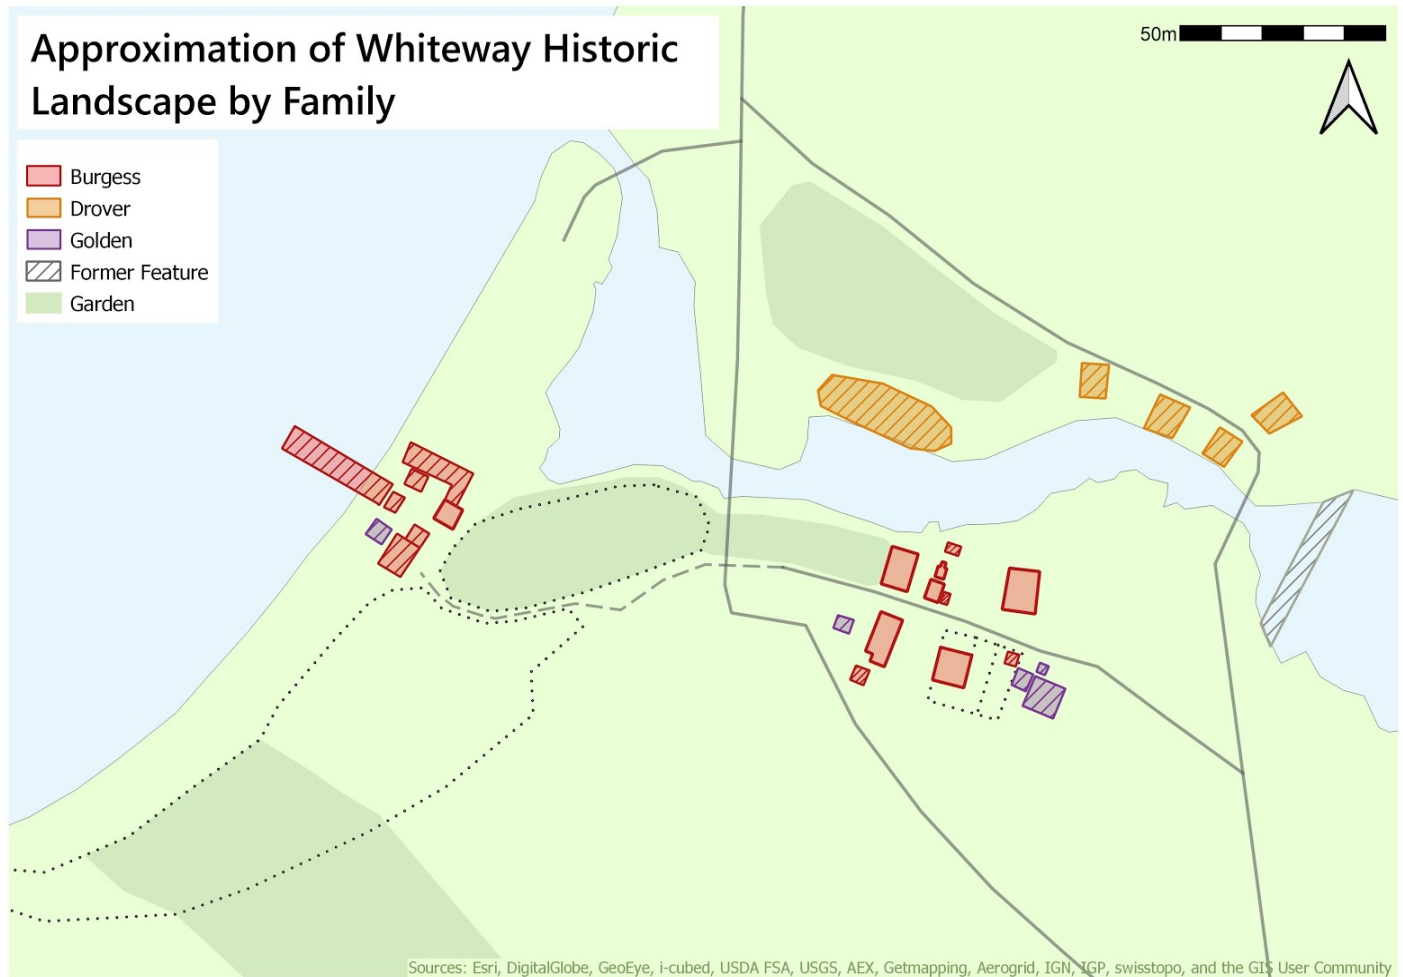 Approximation of Whiteway Historic
Landscape by Family
50m
Burgess
Drover
Golden
Former Feature
Garden
Sources: Esri, DigitalGlobe, GeoEye, i-cubed, USDA FSA, USGS, AEX, Getmapping, Aerogrid, IGN, IGP, swisstopo, and the GIS User Community